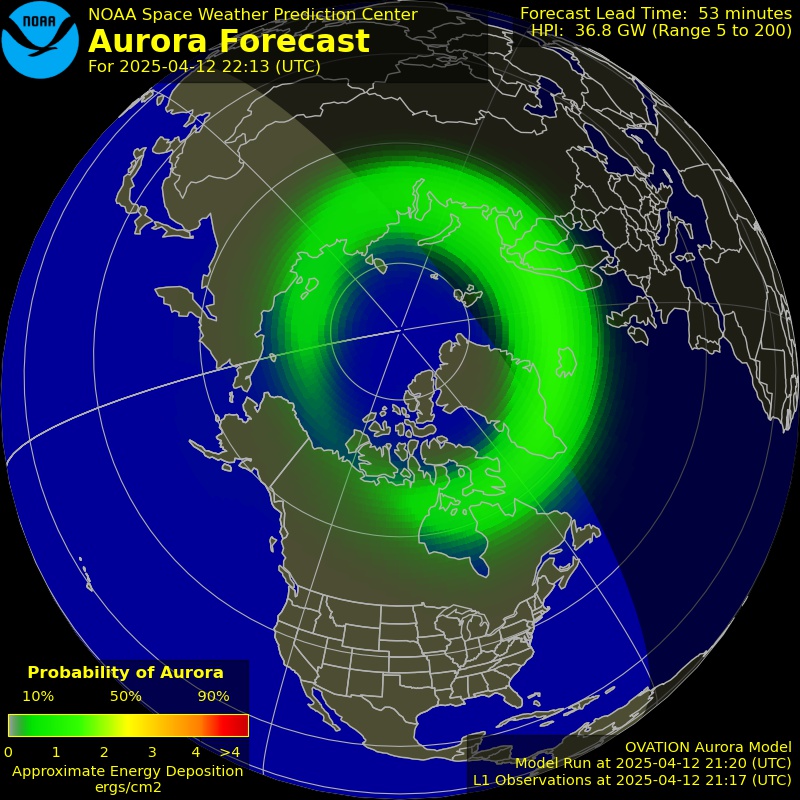 NOAA
NOAA Space Weather Prediction Center
Aurora Forecast
For 2025-04-12 22:13 (UTC)
Forecast Lead Time: 53 minutes
HPI: 36.8 GW (Range 5 to 200)
Probability of Aurora
10% 50% 90%
0 1 2 3 4 >4
Approximate Energy Deposition
ergs/cm2
OVATION Aurora Model
Model Run at 2025-04-12 21:20 (UTC)
L1 Observations at 2025-04-12 21:17 (UTC)